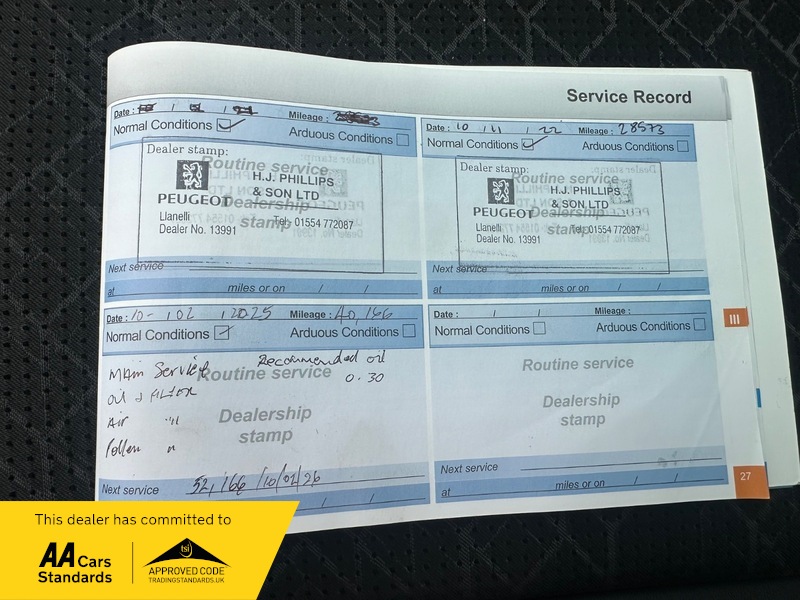 Service Record
Date : / /
Mileage :
Normal Conditions
Arduous Conditions
Dealer stamp:
Routine service
H.J. PHILLIPS
& SON LTD
PEUGEOT
Dealership
Llanelli
stamp
Tel: 01554 772087
Dealer No. 13991
Next service
at miles or on / /
Date : 10 / 11 / 22 Mileage : 28573
Normal Conditions
Arduous Conditions
Dealer stamp:
Routine service
H.J. PHILLIPS
& SON LTD
PEUGEOT
Dealership
Llanelli
stamp
Tel: 01554 772087
Dealer No. 13991
Next service
at miles or on / /
Date : 10 - / 02 / 2025 Mileage : 40,166
Normal Conditions
Arduous Conditions
Main Service
Recommended oil
Routine service
0.30
oil & FILTER
Air "
Dealership
stamp
Pollen "
Next service 52,166 /10/02/26
/ /
Date : / / Mileage :
Normal Conditions
Arduous Conditions
Routine service
Dealership
stamp
Next service
at miles or on / /
III
27
This dealer has committed to
AA Cars
Standards
tsi
APPROVED CODE
TRADINGSTANDARDS.UK